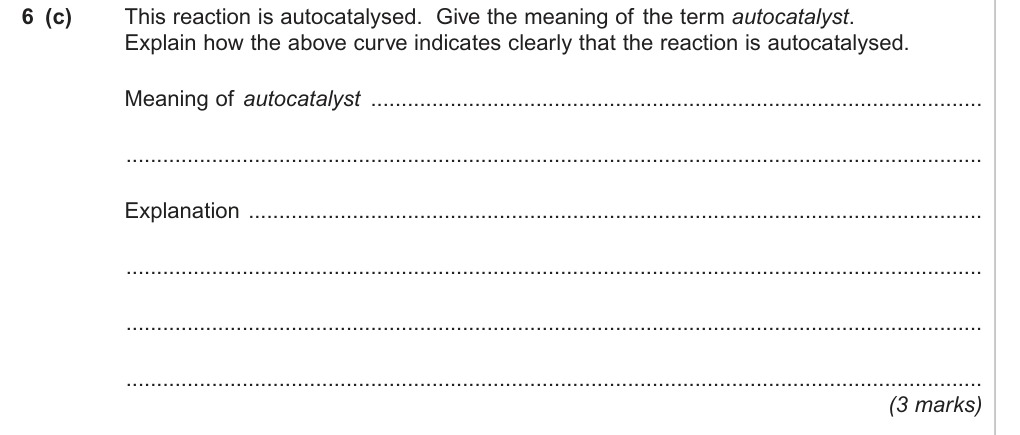 6 (c) This reaction is autocatalysed. Give the meaning of the term autocatalyst.
Explain how the above curve indicates clearly that the reaction is autocatalysed.
Meaning of autocatalyst ..........................................................................................................
....................................................................................................................................................
Explanation ...............................................................................................................................
....................................................................................................................................................
....................................................................................................................................................
....................................................................................................................................................
(3 marks)